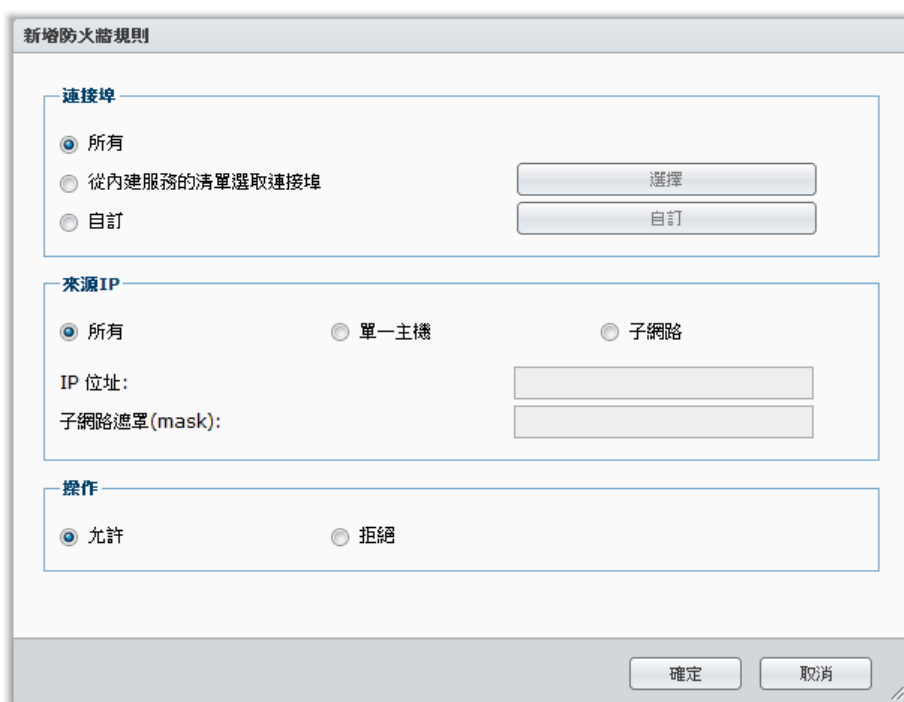 新增防火牆規則
連接埠
所有
從內建服務的清單選取連接埠
選擇
自訂
自訂
來源IP
所有 單一主機 子網路
IP 位址:
子網路遮罩(mask):
操作
允許 拒絕
確定 取消